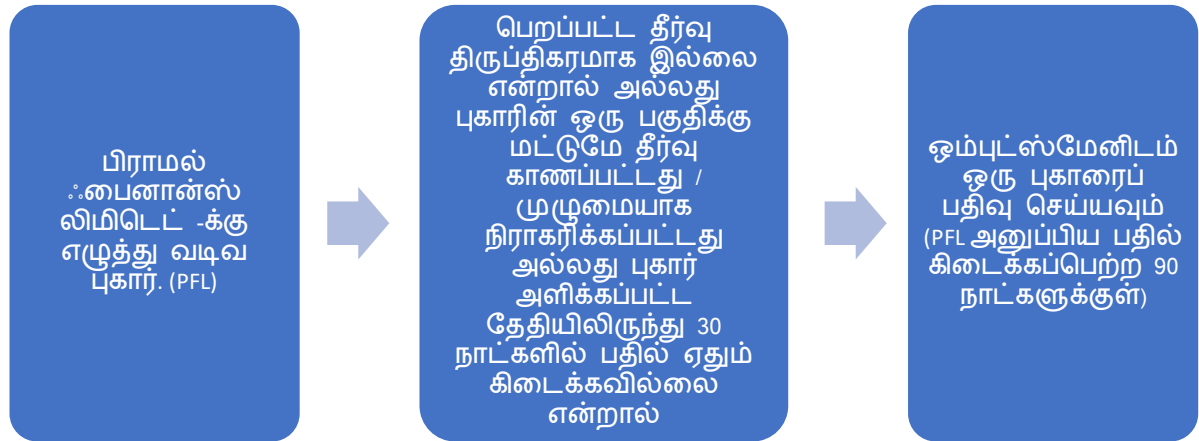 பிராமல்
ஃபைனான்ஸ்
லிமிடெட் -க்கு
எழுத்து வடிவ
புகார். (PFL)
பெறப்பட்ட தீர்வு
திருப்திகரமாக இல்லை
என்றால் அல்லது
புகாரின் ஒரு பகுதிக்கு
மட்டுமே தீர்வு
காணப்பட்டது /
முழுமையாக
நிராகரிக்கப்பட்டது
அல்லது புகார்
அளிக்கப்பட்ட
தேதியிலிருந்து 30
நாட்களில் பதில் ஏதும்
கிடைக்கவில்லை
என்றால்
ஒம்புட்ஸ்மேனிடம்
ஒரு புகாரைப்
பதிவு செய்யவும்
(PFL அனுப்பிய பதில்
கிடைக்கப்பெற்ற 90
நாட்களுக்குள்)